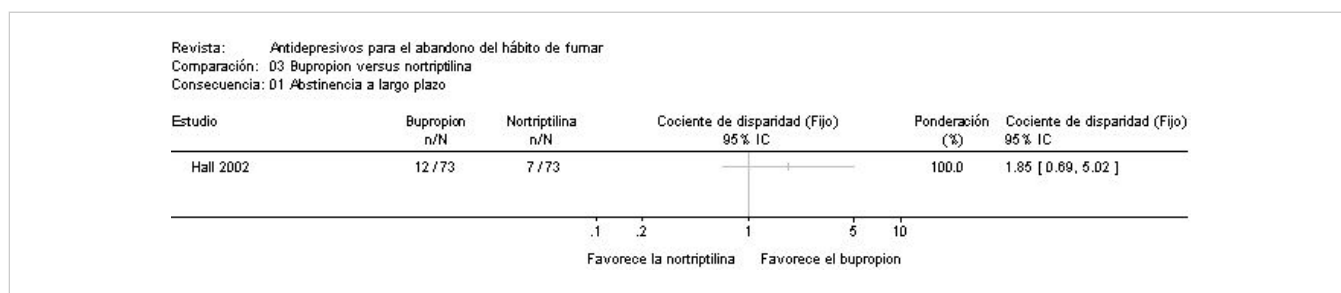 Revista: Antidepresivos para el abandono del hábito de fumar
Comparación: 03 Bupropion versus nortriptilina
Consecuencia: 01 Abstinencia a largo plazo
Estudio Bupropion Nortriptilina Cociente de disparidad (Fijo) Ponderación Cociente de disparidad (Fijo)
n/N n/N 95% IC (%) 95% IC
Hall 2002 12/73 7/73 100.0 1.85 [ 0.69, 5.02 ]
.1 .2 1 5 10
Favorece la nortriptilina Favorece el bupropion